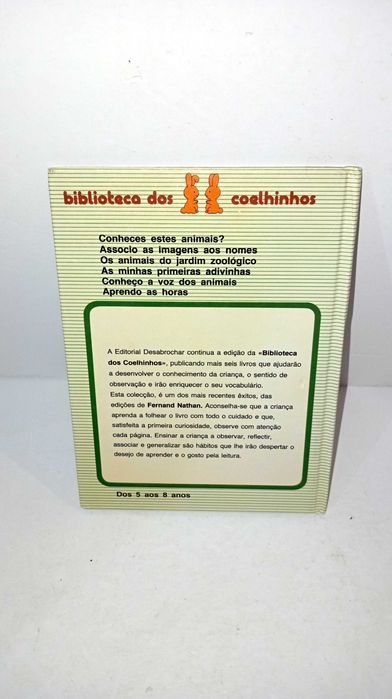 biblioteca dos coelhinhos
Conheces estes animais?
Associo as imagens aos nomes
Os animais do jardim zoológico
As minhas primeiras adivinhas
Conheço a voz dos animais
Aprendo as horas
A Editorial Desabrochar continua a edição da «Biblioteca
dos Coelhinhos», publicando mais seis livros que ajudarão
a desenvolver o conhecimento da criança, o sentido de
observação e irão enriquecer o seu vocabulário.
Esta colecção, é um dos mais recentes êxitos, das
edições de Fernand Nathan. Aconselha-se que a criança
aprenda a folhear o livro com todo o cuidado e que,
satisfeita a primeira curiosidade, observe com atenção
cada página. Ensinar a criança a observar, reflectir,
associar e generalizar são hábitos que lhe irão despertar o
desejo de aprender e o gosto pela leitura.
Dos 5 aos 8 anos